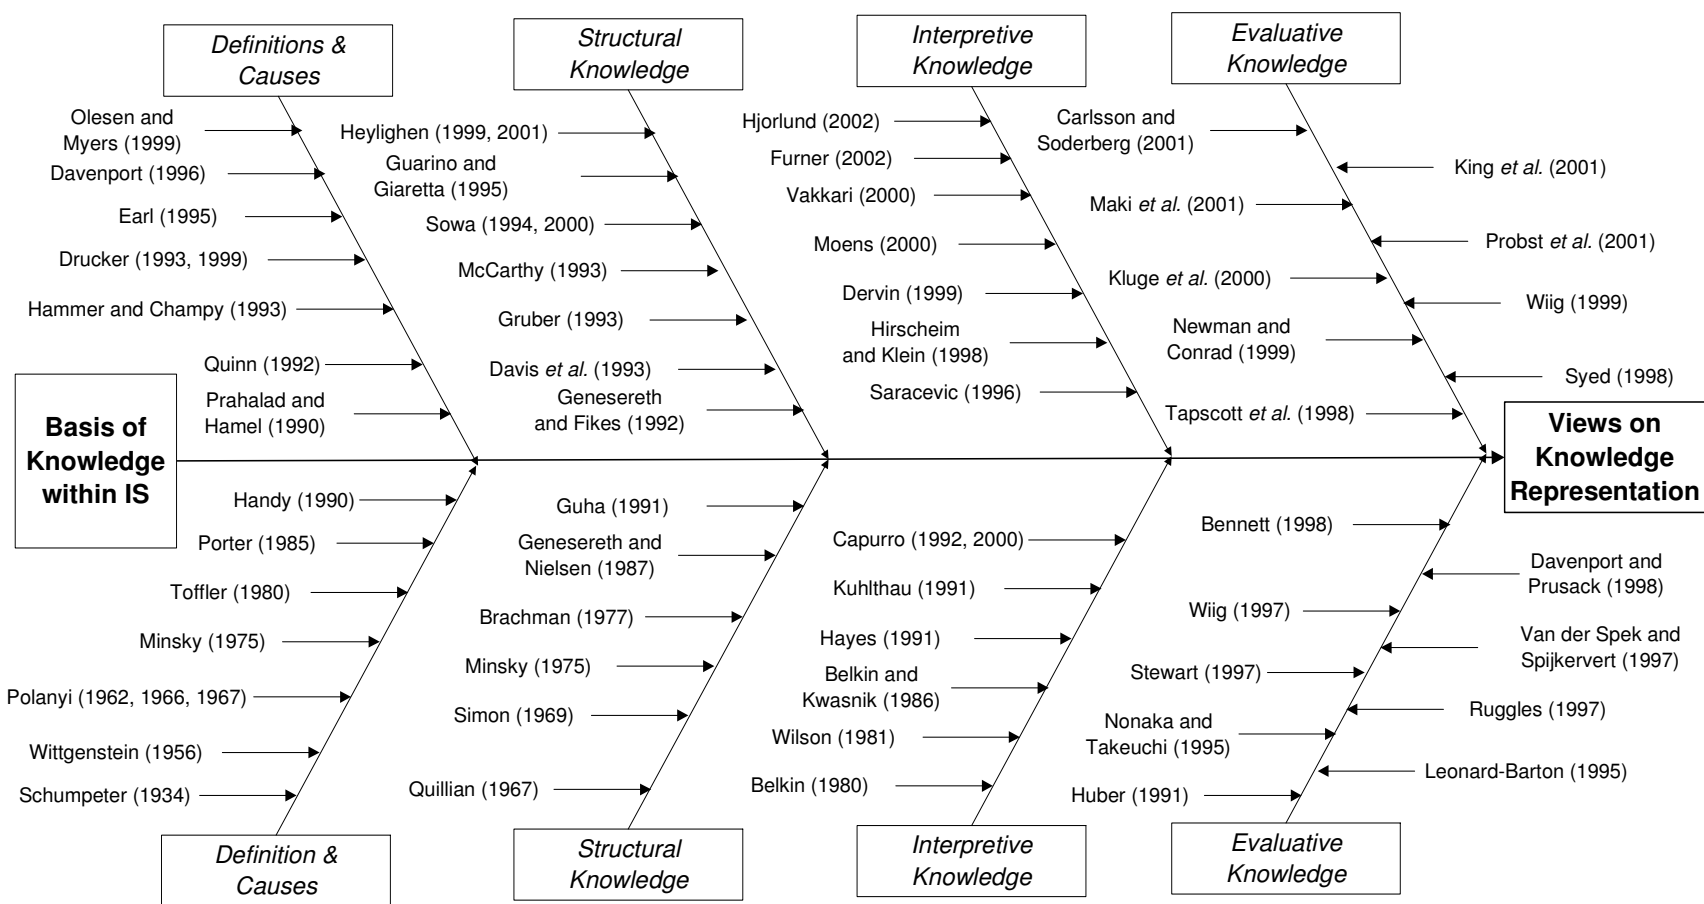 Definitions &
Causes
Structural
Knowledge
Interpretive
Knowledge
Evaluative
Knowledge
Olesen and
Myers (1999)
Davenport (1996)
Earl (1995)
Drucker (1993, 1999)
Hammer and Champy (1993)
Quinn (1992)
Prahalad and
Hamel (1990)
Heylighen (1999, 2001)
Guarino and
Giaretta (1995)
Sowa (1994, 2000)
McCarthy (1993)
Gruber (1993)
Davis et al. (1993)
Genesereth
and Fikes (1992)
Hjorlund (2002)
Furner (2002)
Vakkari (2000)
Moens (2000)
Dervin (1999)
Hirscheim
and Klein (1998)
Saracevic (1996)
Carlsson and
Soderberg (2001)
King et al. (2001)
Maki et al. (2001)
Probst et al. (2001)
Kluge et al. (2000)
Wiig (1999)
Newman and
Conrad (1999)
Syed (1998)
Tapscott et al. (1998)
Basis of
Knowledge
within IS
Views on
Knowledge
Representation
Handy (1990)
Porter (1985)
Toffler (1980)
Minsky (1975)
Polanyi (1962, 1966, 1967)
Wittgenstein (1956)
Schumpeter (1934)
Guha (1991)
Genesereth and
Nielsen (1987)
Brachman (1977)
Minsky (1975)
Simon (1969)
Quillian (1967)
Capurro (1992, 2000)
Kuhlthau (1991)
Hayes (1991)
Belkin and
Kwasnik (1986)
Wilson (1981)
Belkin (1980)
Bennett (1998)
Davenport and
Prusack (1998)
Wiig (1997)
Van der Spek and
Spijkervert (1997)
Stewart (1997)
Ruggles (1997)
Nonaka and
Takeuchi (1995)
Leonard-Barton (1995)
Huber (1991)
Definition &
Causes
Structural
Knowledge
Interpretive
Knowledge
Evaluative
Knowledge